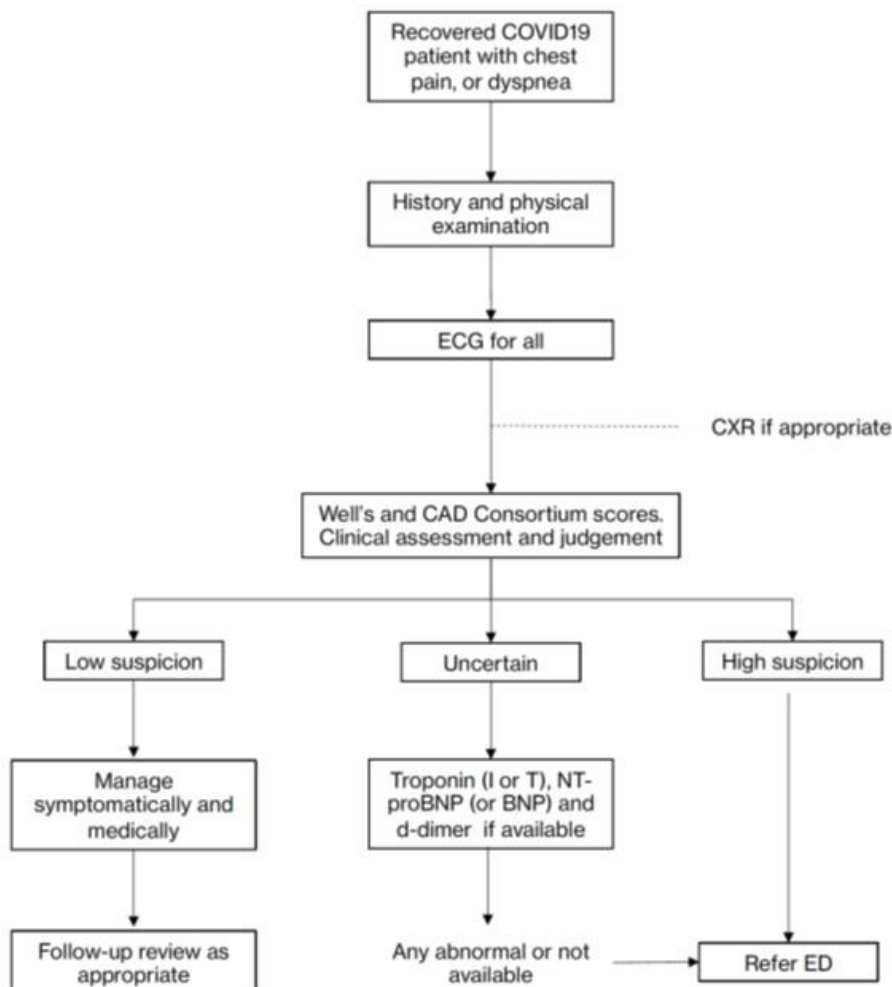 Recovered COVID19
patient with chest
pain, or dyspnea
History and physical
examination
ECG for all
CXR if appropriate
Well's and CAD Consortium scores.
Clinical assessment and judgement
Low suspicion
Uncertain
High suspicion
Manage
symptomatically and
medically
Troponin (I or T), NT-
proBNP (or BNP) and
d-dimer if available
Follow-up review as
appropriate
Any abnormal or not
available
Refer ED